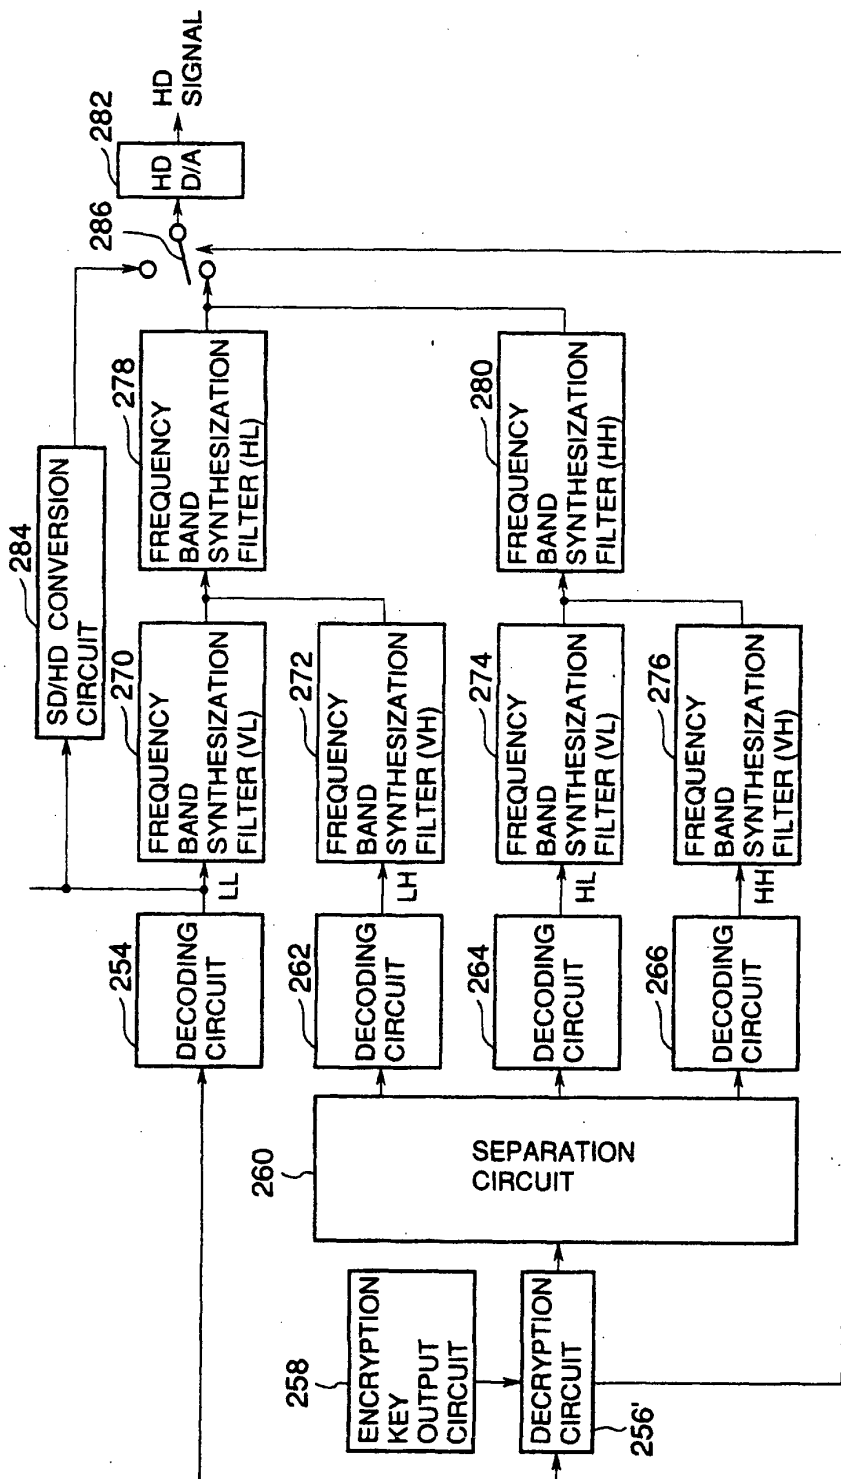 258
ENCRYPTION
KEY
OUTPUT
CIRCUIT
DECRYPTION
CIRCUIT
256'
260
SEPARATION
CIRCUIT
254
DECODING
CIRCUIT
262
DECODING
CIRCUIT
264
DECODING
CIRCUIT
266
DECODING
CIRCUIT
LL
LH
HL
HH
284
SD/HD CONVERSION
CIRCUIT
270
FREQUENCY
BAND
SYNTHESIZATION
FILTER (VL)
272
FREQUENCY
BAND
SYNTHESIZATION
FILTER (VH)
274
FREQUENCY
BAND
SYNTHESIZATION
FILTER (VL)
276
FREQUENCY
BAND
SYNTHESIZATION
FILTER (VH)
278
FREQUENCY
BAND
SYNTHESIZATION
FILTER (HL)
280
FREQUENCY
BAND
SYNTHESIZATION
FILTER (HH)
286
282
HD
D/A
HD
SIGNAL